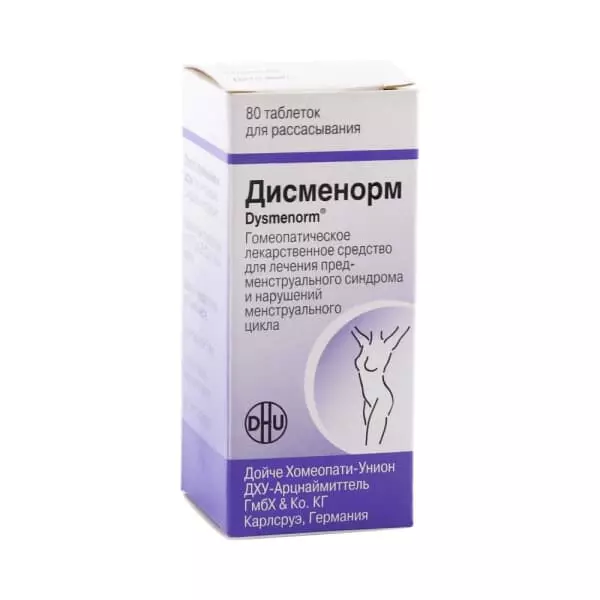 80 таблеток
для рассасывания
Дисменорм
Dysmenorm®
Гомеопатическое
лекарственное средство
для лечения пред-
менструального синдрома
и нарушений
менструального
цикла
DHU
Дойче Хомеопати-Унион
ДХУ-Арцнаймиттель
ГмбХ & Ко. КГ
Карлсруэ, Германия